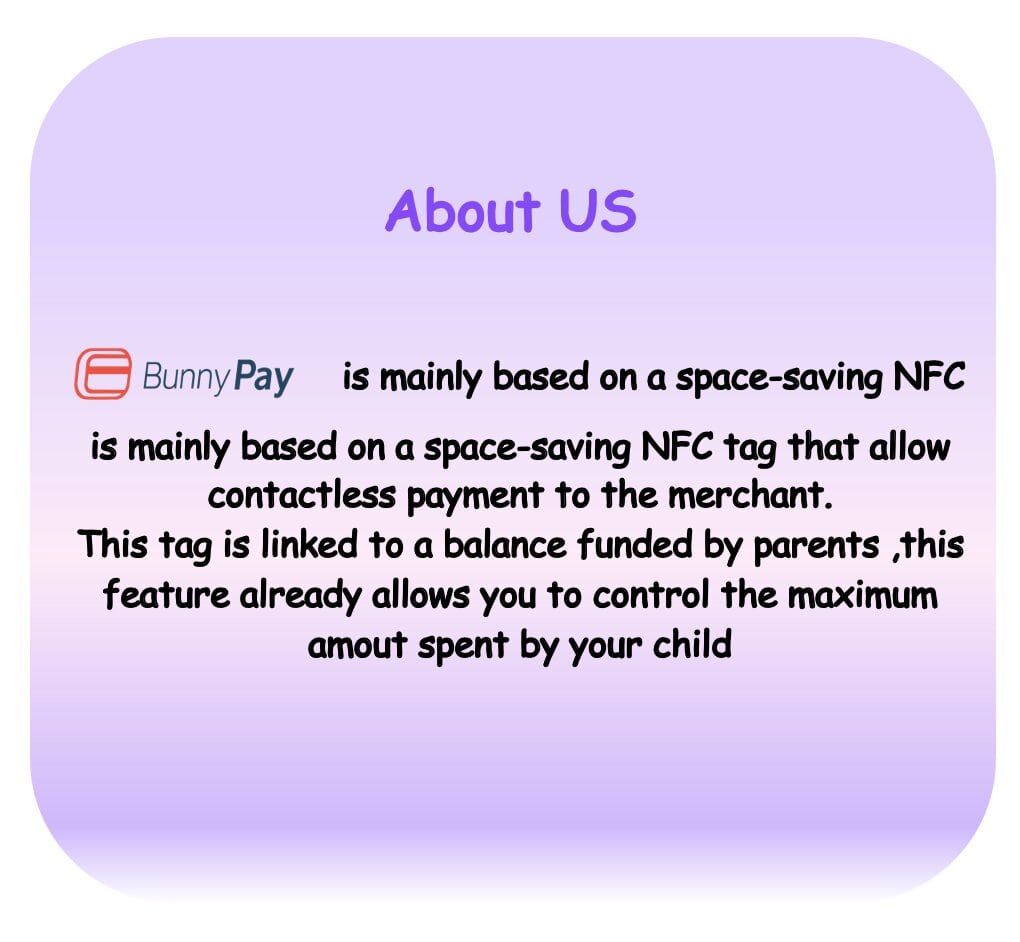 About US
BunnyPay is mainly based on a space-saving NFC
is mainly based on a space-saving NFC tag that allow
contactless payment to the merchant.
This tag is linked to a balance funded by parents ,this
feature already allows you to control the maximum
amout spent by your child